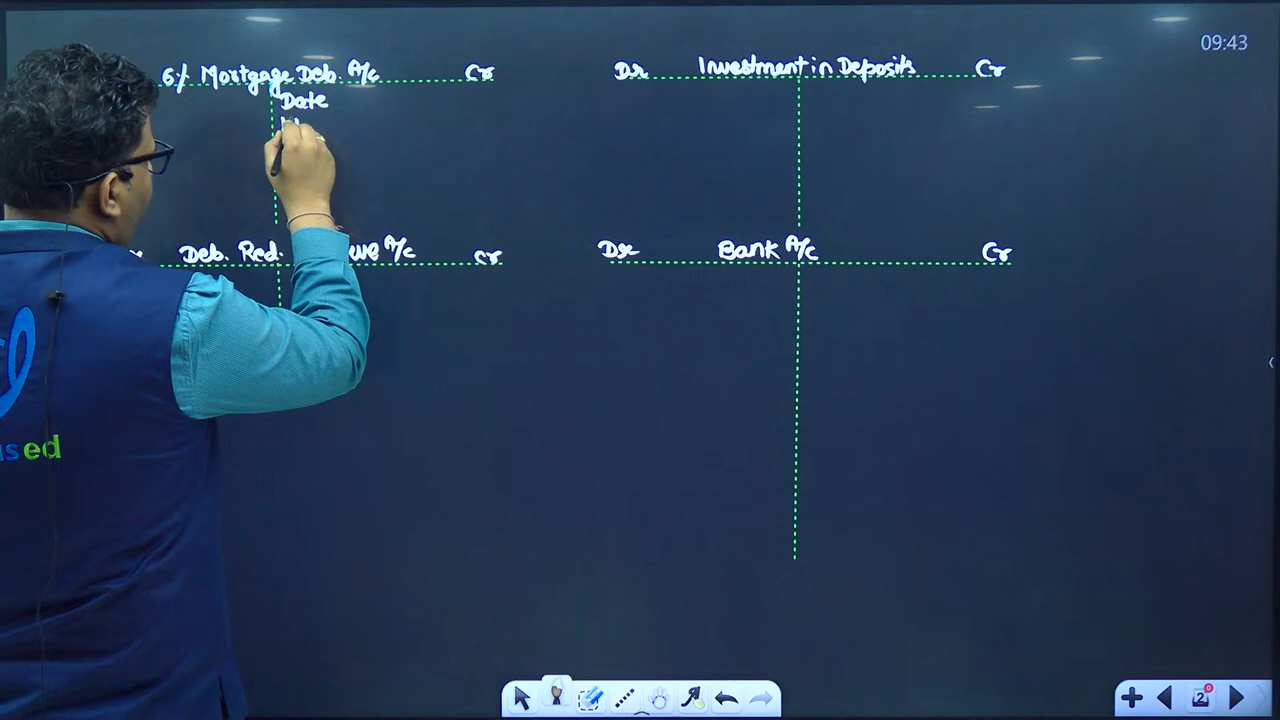 09:43
6% Mortgage Deb. A/c Cr
Date
Dr Investment in Deposits Cr
Deb. Red. A/c Cr
Dr Bank A/c Cr
sed
2